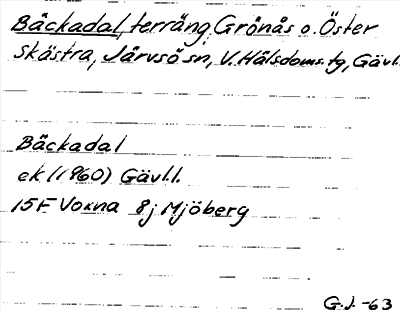 Bäckadal, terräng, Grönås o. Öster
Skästra, Järvsö sn, V. Hälsdoms. tg, Gävl.
Bäckadal
ek (1960) Gävl.l.
15F Voxna 8j Mjöberg
G.J. -63